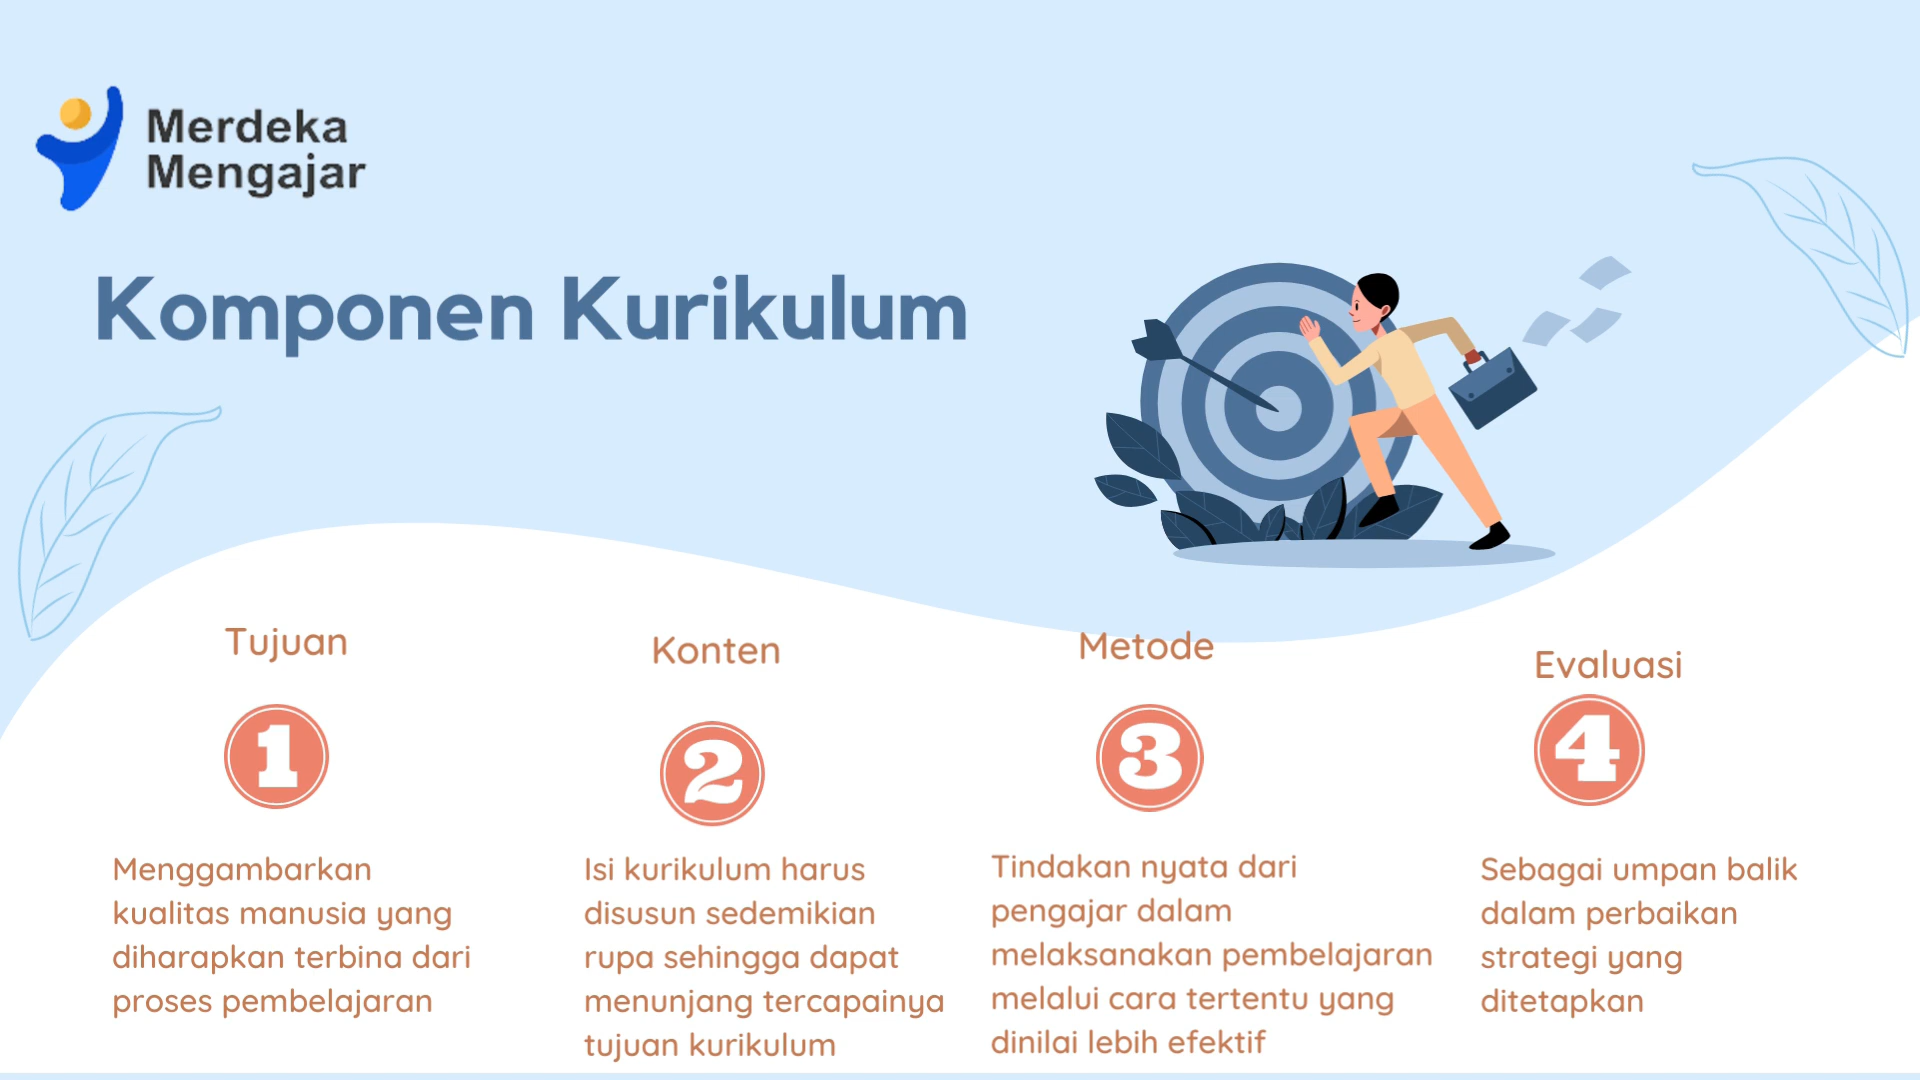 Merdeka
Mengajar
Komponen Kurikulum
Tujuan
1
Menggambarkan
kualitas manusia yang
diharapkan terbina dari
proses pembelajaran
Konten
2
Isi kurikulum harus
disusun sedemikian
rupa sehingga dapat
menunjang tercapainya
tujuan kurikulum
Metode
3
Tindakan nyata dari
pengajar dalam
melaksanakan pembelajaran
melalui cara tertentu yang
dinilai lebih efektif
Evaluasi
4
Sebagai umpan balik
dalam perbaikan
strategi yang
ditetapkan